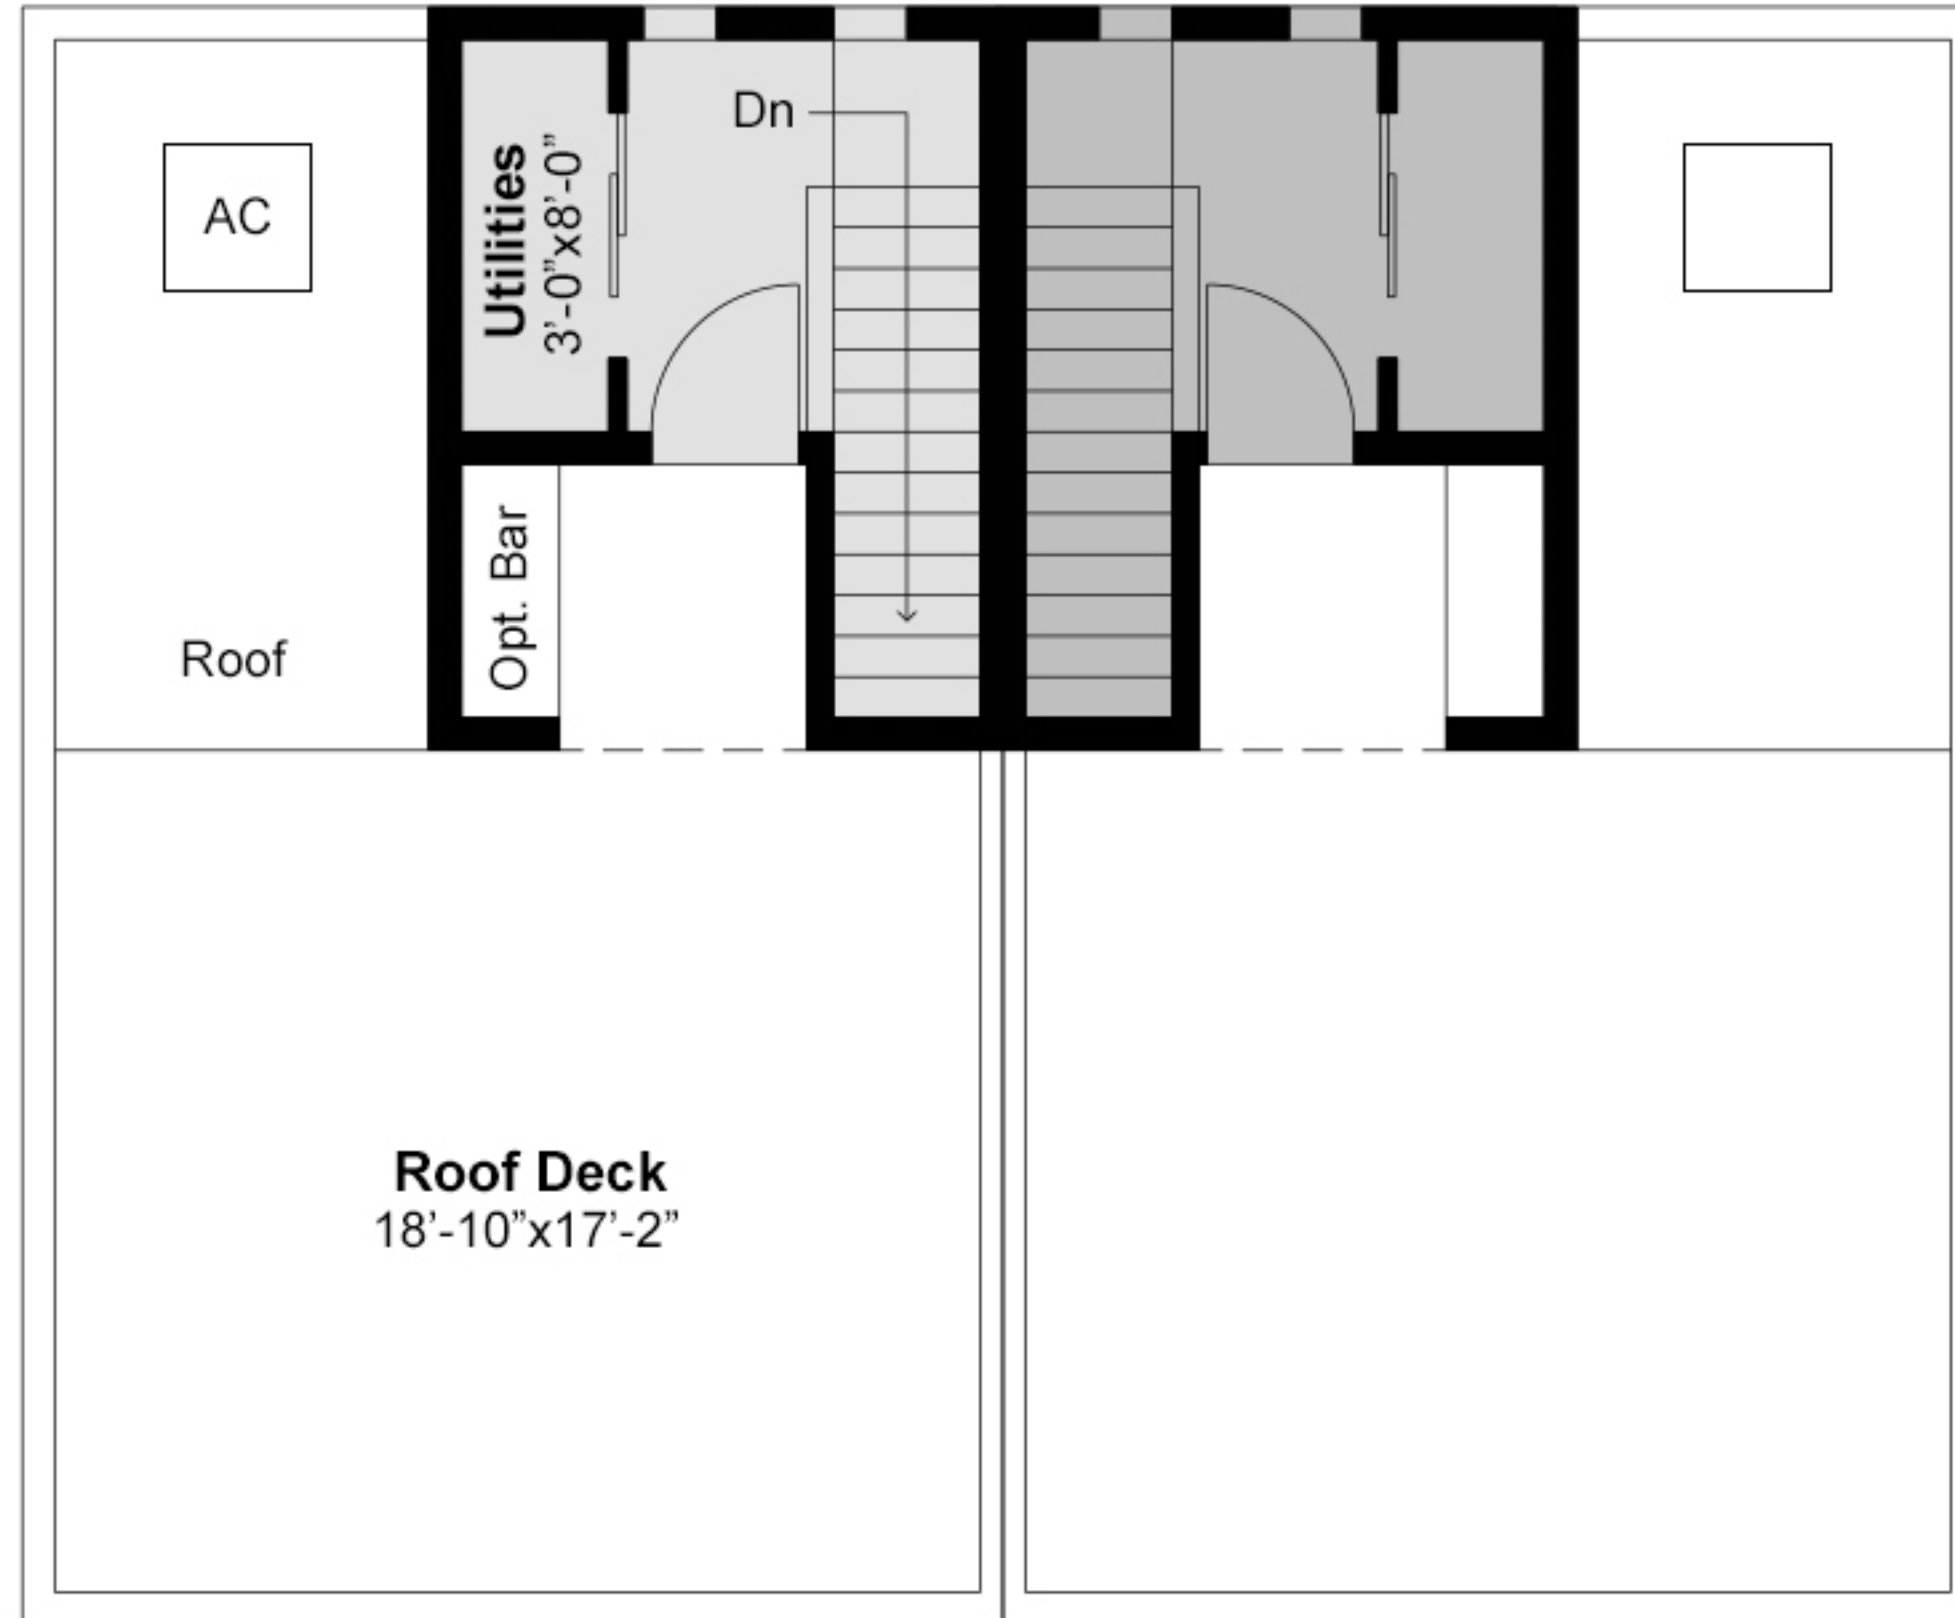 Dn
AC
Utilities
3’-0”x8’-0”
Opt. Bar
Roof
Roof Deck
18’-10”x17’-2”